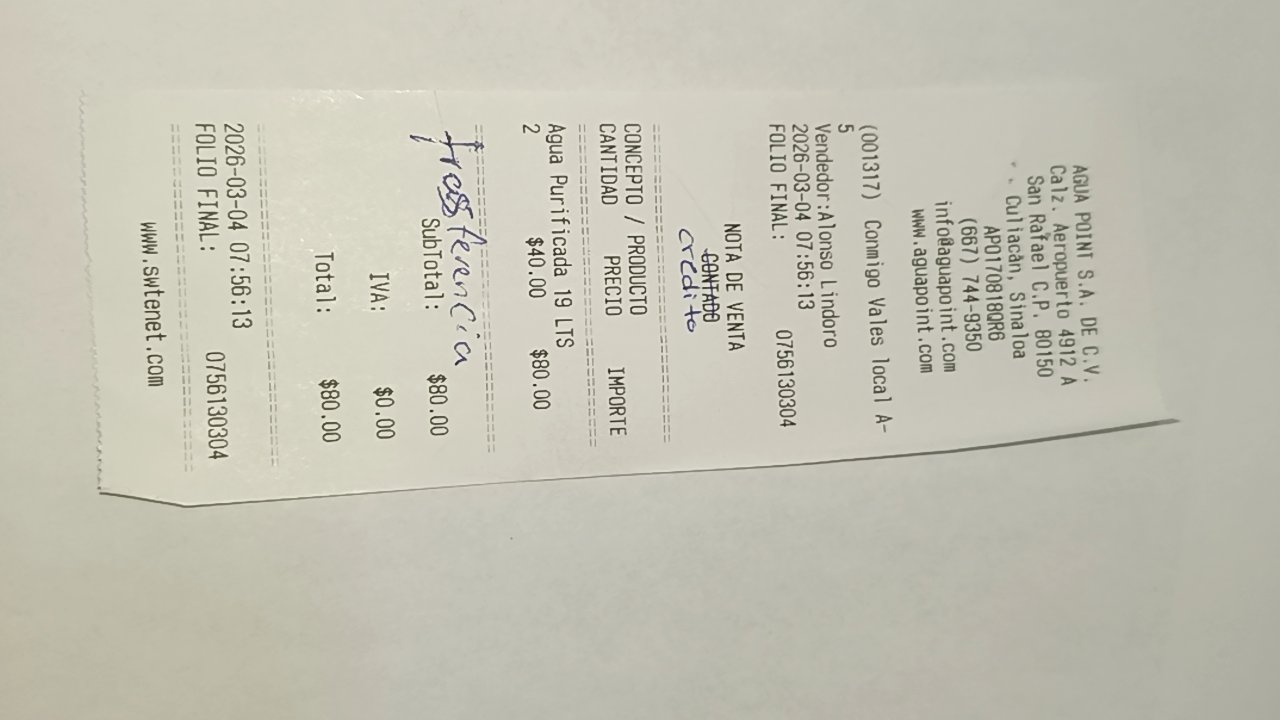 AGUA POINT S.A. DE C.V.
Calz. Aeropuerto 4912 A
San Rafael C.P. 80150
Culiacán, Sinaloa
APO170818QR6
(667) 744-9350
info@aguapoint.com
www.aguapoint.com
(001317) Conmigo Vales local A-
5
Vendedor:Alonso Lindoro
2026-03-04 07:56:13
FOLIO FINAL: 0756130304
NOTA DE VENTA
CONTADO
crédito
CONCEPTO / PRODUCTO
CANTIDAD PRECIO IMPORTE
Agua Purificada 19 LTS
2 $40.00 $80.00
Trasferencia
SubTotal: $80.00
IVA: $0.00
Total: $80.00
2026-03-04 07:56:13
FOLIO FINAL: 0756130304
www.swtenet.com